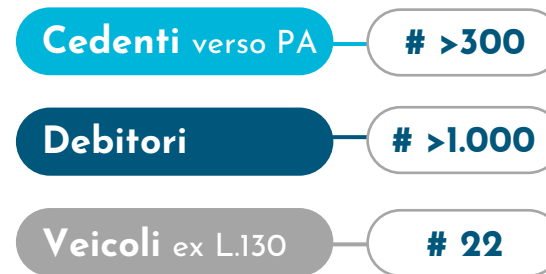 Cedenti verso PA # >300
Debitori # >1.000
Veicoli ex L.130 # 22